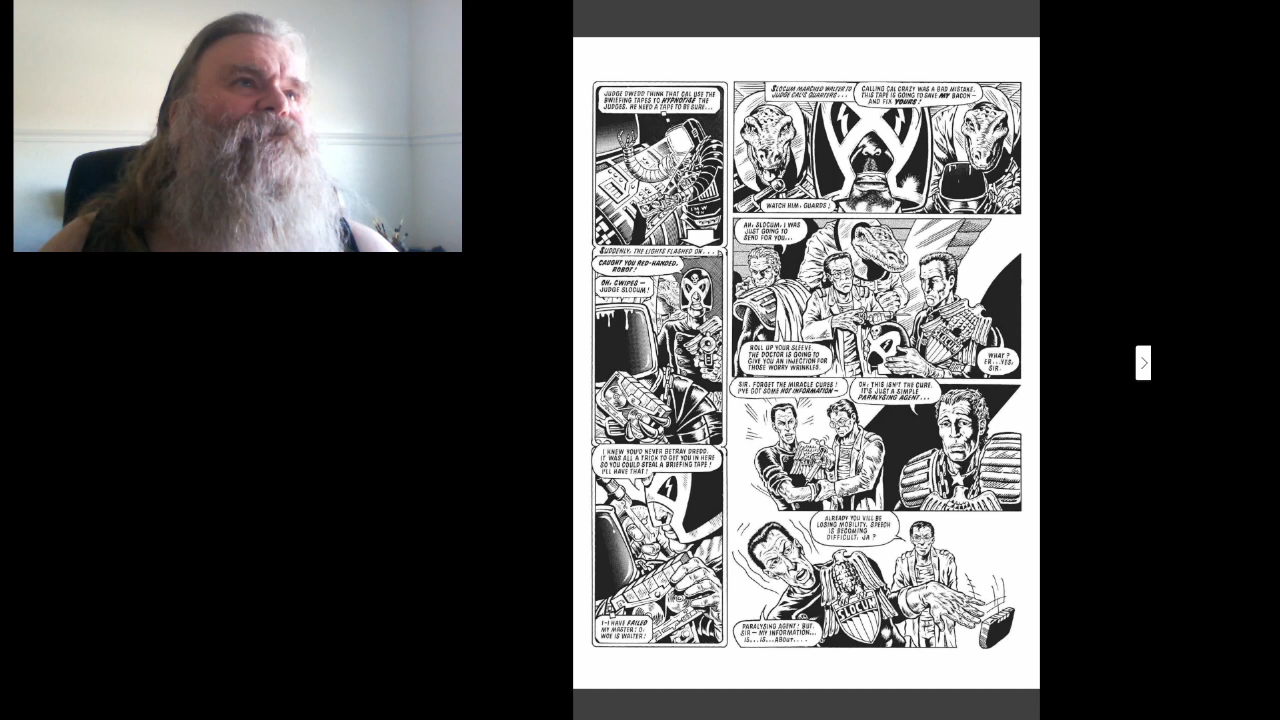 JUDGE DREDD THINK THAT CAL USE THE
BWIEFING TAPES TO HYPNOTISE THE
JUDGES. HE NEED A TAPE TO BE SURE...
SUDDENLY, THE LIGHTS FLASHED ON...
CAUGHT YOU RED-HANDED,
ROBOT!
OH, CWIPES —
JUDGE SLOCUM!
I KNEW YOU'D NEVER BETRAY DREDD.
IT WAS ALL A TRICK TO GET YOU IN HERE
SO YOU COULD STEAL A BRIEFING TAPE!
I'LL HAVE THAT!
I-I HAVE FAILED
MY MASTER! O,
WOE IS WALTER!
SLOCUM MARCHED WALTER TO
JUDGE CAL'S QUARTERS...
CALLING CAL CRAZY WAS A BAD MISTAKE.
THIS TAPE IS GOING TO SAVE MY BACON —
AND FIX YOURS!
WATCH HIM, GUARDS!
AH, SLOCUM, I WAS
JUST GOING TO
SEND FOR YOU...
ROLL UP YOUR SLEEVE.
THE DOCTOR IS GOING TO
GIVE YOU AN INJECTION FOR
THOSE WORRY WRINKLES.
WHAT?
ER...YES,
SIR.
SIR, FORGET THE MIRACLE CURES!
I'VE GOT SOME HOT INFORMATION —
OH, THIS ISN'T THE CURE.
IT'S JUST A SIMPLE
PARALYSING AGENT...
ALREADY YOU VILL BE
LOSING MOBILITY, SPEECH
IS BECOMING
DIFFICULT, JA?
SLOCUM
PARALYSING AGENT! BUT,
SIR — MY INFORMATION...
IS...IS...ABOUT....